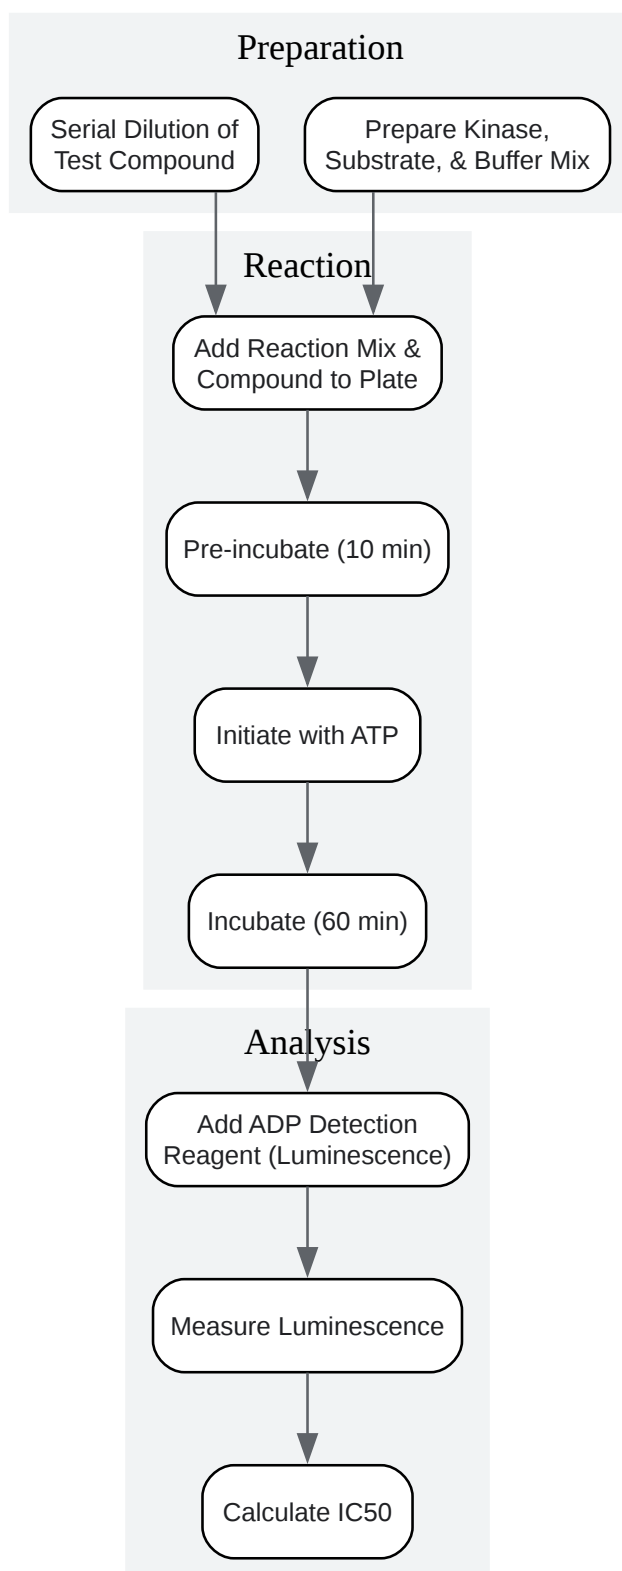 Preparation
Serial Dilution of
Test Compound
Prepare Kinase,
Substrate, & Buffer Mix
Reaction
Add Reaction Mix &
Compound to Plate
Pre-incubate (10 min)
Initiate with ATP
Incubate (60 min)
Analysis
Add ADP Detection
Reagent (Luminescence)
Measure Luminescence
Calculate IC50